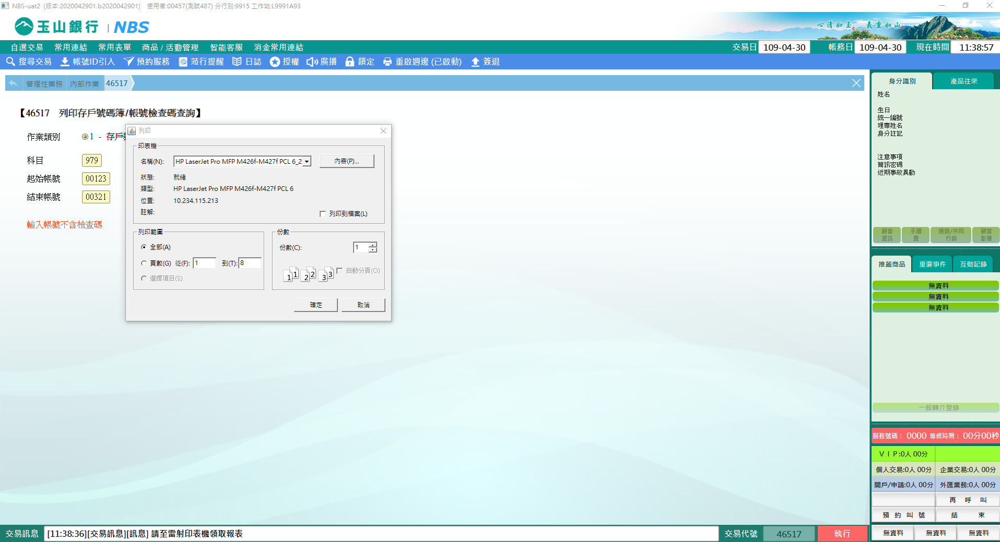 NBS-uat2 (版本:2020042901.b2020042901) 使用者:00457(測試487) 分行別:9915 工作站:L9991A93
玉山銀行 | NBS
心清如玉。 義重如山。
自選交易 常用連結 常用表單 商品 / 活動管理 智能客服 消金常用連結
交易日 109-04-30 帳務日 109-04-30 現在時間 11:38:57
搜尋交易 帳號ID引入 預約服務 蒞行提醒 日誌 授權 廣播 鎖定 重啟週邊 (已啟動) 簽退
管理性業務 內部作業 46517
【46517 列印存戶號碼簿/帳號檢查碼查詢】
作業類別 1 - 存戶
科目 979
起始帳號 00123
結束帳號 00321
輸入帳號不含檢查碼
列印
印表機
名稱(N): HP LaserJet Pro MFP M426f-M427f PCL 6_2 內容(P)...
狀態: 就緒
類型: HP LaserJet Pro MFP M426f-M427f PCL 6
位置: 10.234.115.213
註解:
列印到檔案(L)
列印範圍
全部(A)
頁數(G) 從(F): 1 到(T): 8
選擇項目(S)
份數
份數(C): 1
1 1 2 2 3 3 自動分頁(O)
確定 取消
身分識別 產品往來
姓名
生日
統一編號
理專姓名
身分註記
注意事項
簡訊密碼
近期事故異動
顧客資訊 手續費 通路/共同行銷 顧客影像
推薦商品 重要事件 互動記錄
無資料
無資料
無資料
一般轉介登錄
服務號碼: 0000 等候時間: 00分00秒
ＶＩＰ:0人 00分
個人交易:0人 00分 企業交易:0人 00分
開戶/申請:0人 00分 外匯業務:0人 00分
再 呼 叫
預 約 叫 號 結 束
無資料 無資料 無資料
交易訊息 [11:38:36][交易訊息][訊息] 請至雷射印表機領取報表
交易代號 46517 執行